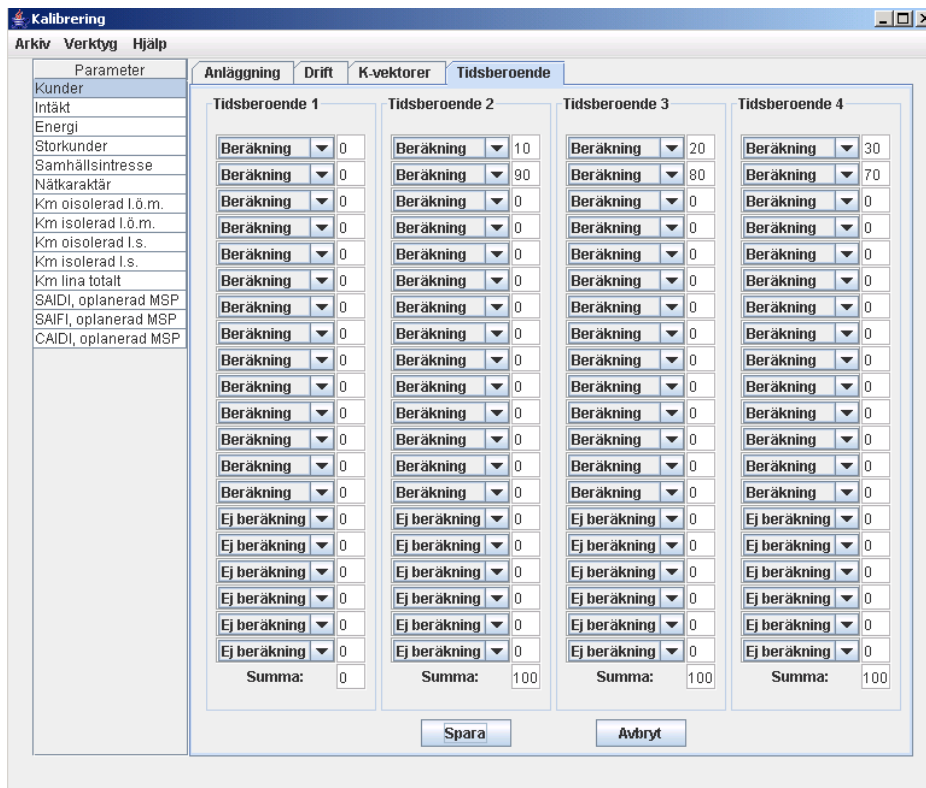 Kalibrering
Arkiv Verktyg Hjälp
Parameter
Kunder
Intäkt
Energi
Storkunder
Samhällsintresse
Nätkaraktär
Km oisolerad l.ö.m.
Km isolerad l.ö.m.
Km oisolerad l.s.
Km isolerad l.s.
Km lina totalt
SAIDI, oplanerad MSP
SAIFI, oplanerad MSP
CAIDI, oplanerad MSP
Anläggning Drift K-vektorer Tidsberoende
Tidsberoende 1 Tidsberoende 2 Tidsberoende 3 Tidsberoende 4
Beräkning 0 Beräkning 10 Beräkning 20 Beräkning 30
Beräkning 0 Beräkning 90 Beräkning 80 Beräkning 70
Beräkning 0 Beräkning 0 Beräkning 0 Beräkning 0
Beräkning 0 Beräkning 0 Beräkning 0 Beräkning 0
Beräkning 0 Beräkning 0 Beräkning 0 Beräkning 0
Beräkning 0 Beräkning 0 Beräkning 0 Beräkning 0
Beräkning 0 Beräkning 0 Beräkning 0 Beräkning 0
Beräkning 0 Beräkning 0 Beräkning 0 Beräkning 0
Beräkning 0 Beräkning 0 Beräkning 0 Beräkning 0
Beräkning 0 Beräkning 0 Beräkning 0 Beräkning 0
Beräkning 0 Beräkning 0 Beräkning 0 Beräkning 0
Beräkning 0 Beräkning 0 Beräkning 0 Beräkning 0
Beräkning 0 Beräkning 0 Beräkning 0 Beräkning 0
Beräkning 0 Beräkning 0 Beräkning 0 Beräkning 0
Ej beräkning 0 Ej beräkning 0 Ej beräkning 0 Ej beräkning 0
Ej beräkning 0 Ej beräkning 0 Ej beräkning 0 Ej beräkning 0
Ej beräkning 0 Ej beräkning 0 Ej beräkning 0 Ej beräkning 0
Ej beräkning 0 Ej beräkning 0 Ej beräkning 0 Ej beräkning 0
Ej beräkning 0 Ej beräkning 0 Ej beräkning 0 Ej beräkning 0
Ej beräkning 0 Ej beräkning 0 Ej beräkning 0 Ej beräkning 0
Summa: 0 Summa: 100 Summa: 100 Summa: 100
Spara Avbryt